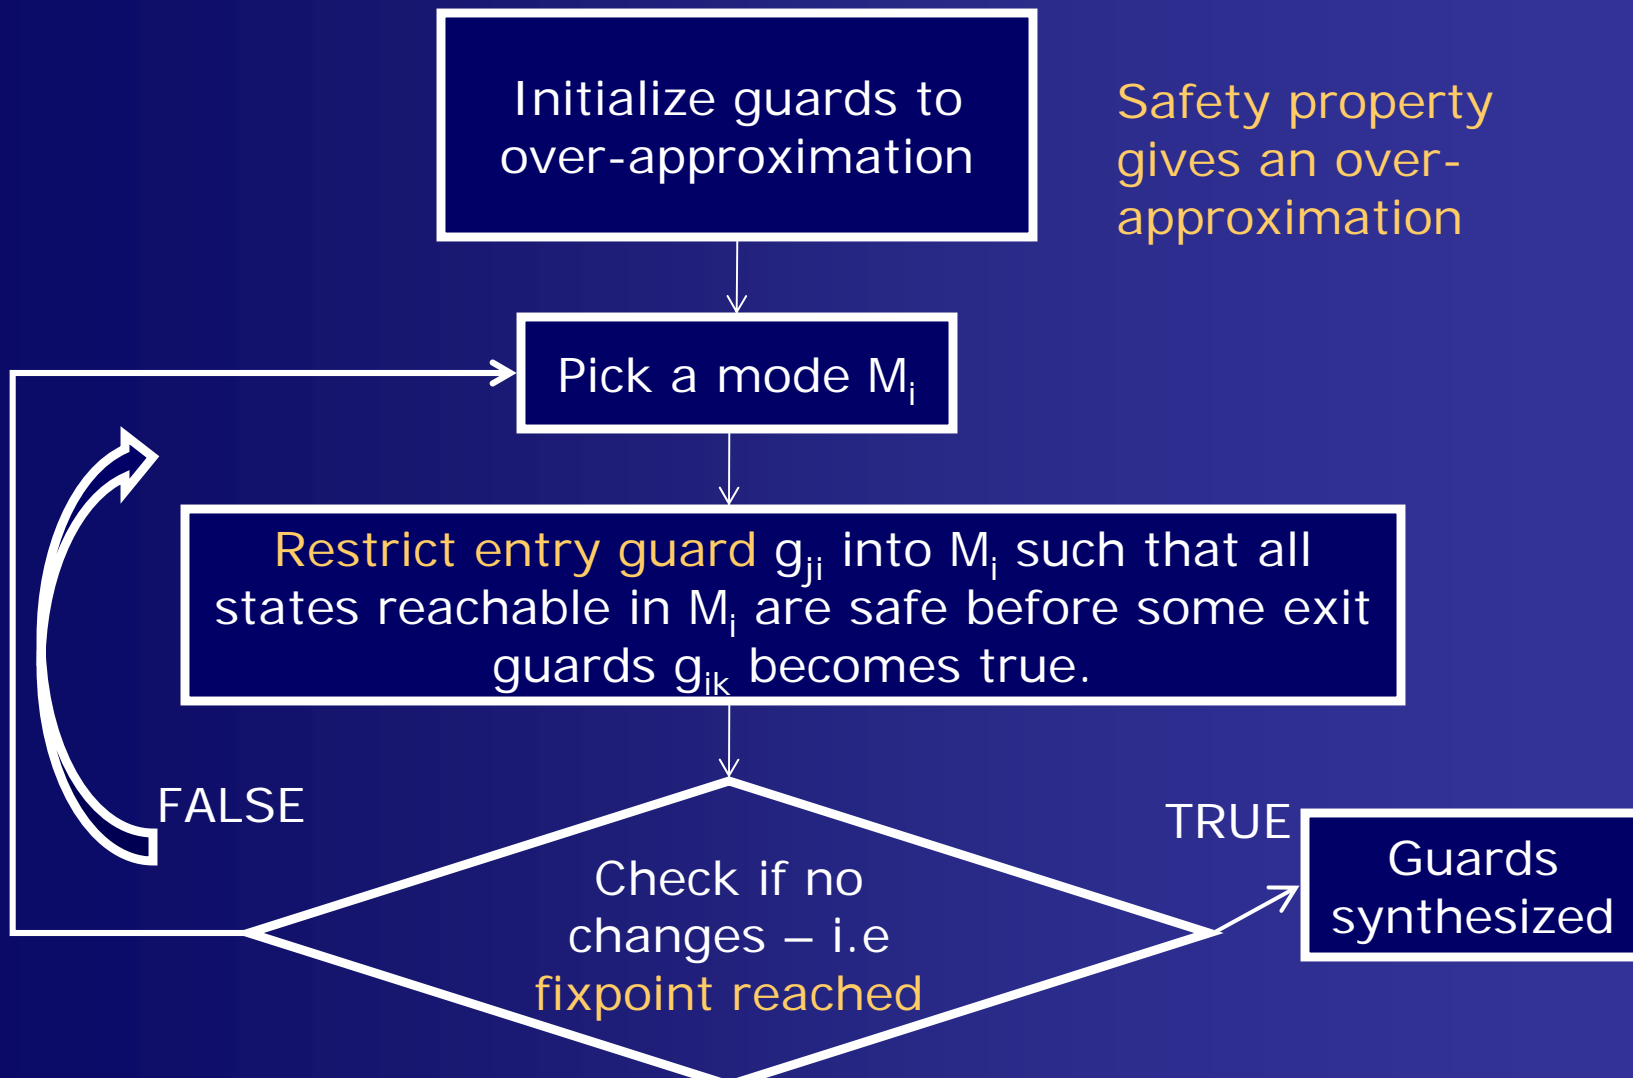 Initialize guards to
over-approximation
Safety property
gives an over-
approximation
Pick a mode Mi
Restrict entry guard gji into Mi such that all
states reachable in Mi are safe before some exit
guards gik becomes true.
FALSE
TRUE
Check if no
changes – i.e
fixpoint reached
Guards
synthesized